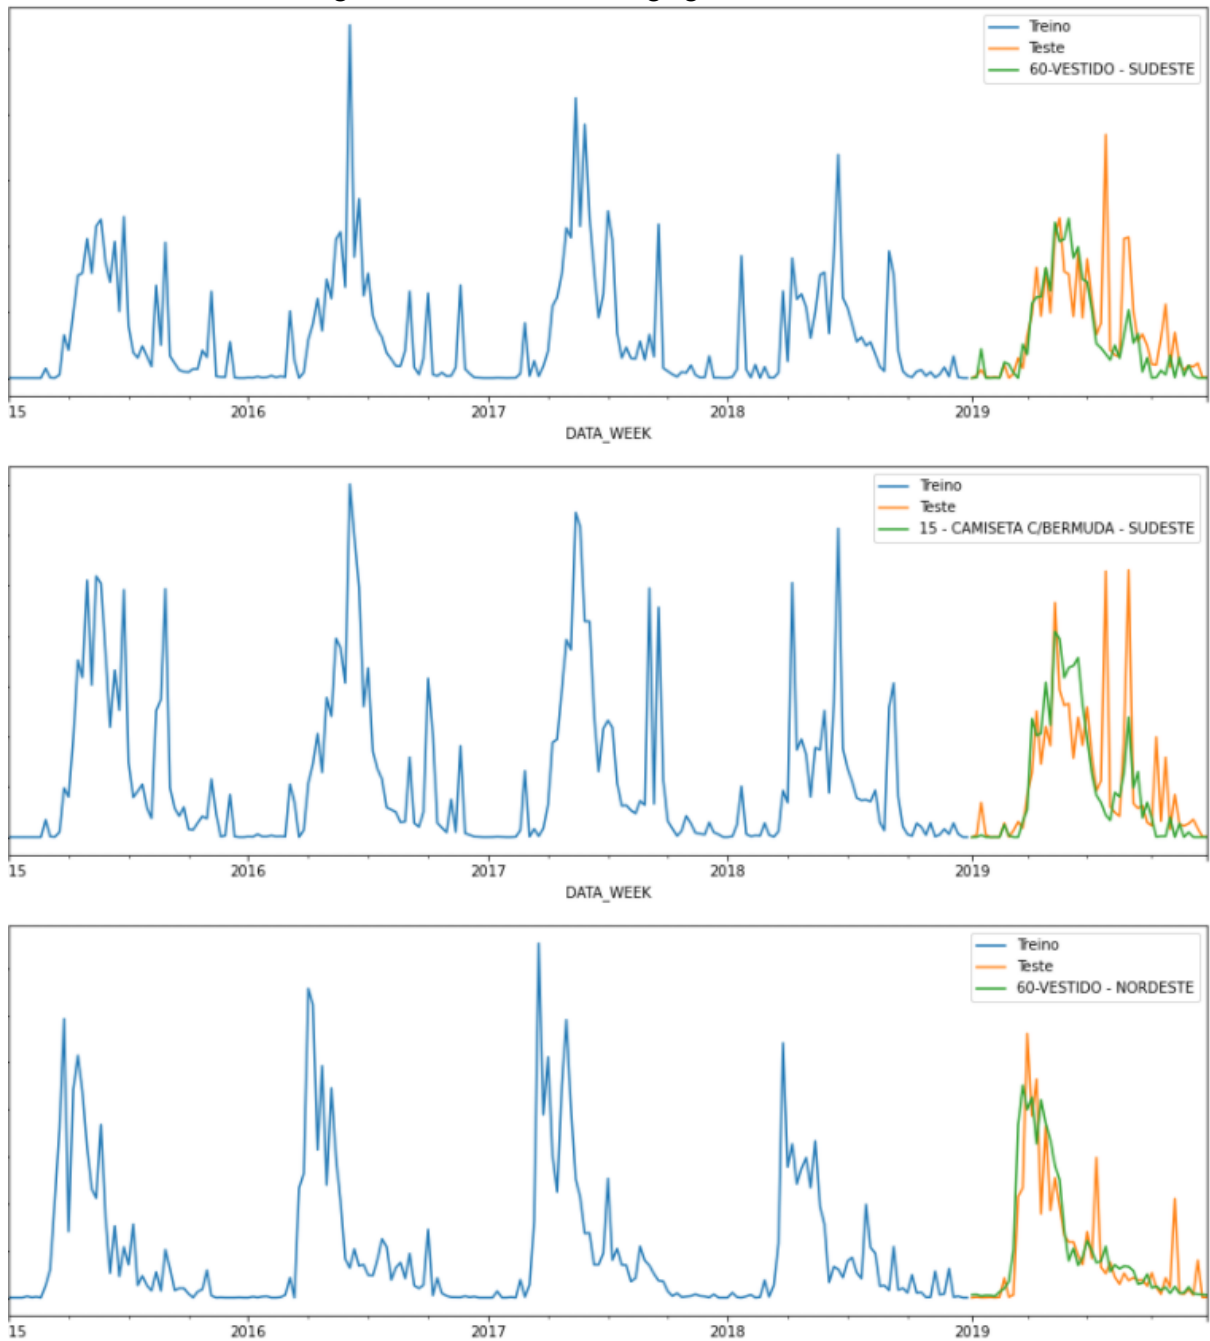 Treino
Teste
60-VESTIDO - SUDESTE
15 2016 2017 2018 2019
DATA_WEEK
Treino
Teste
15 - CAMISETA C/BERMUDA - SUDESTE
15 2016 2017 2018 2019
DATA_WEEK
Treino
Teste
60-VESTIDO - NORDESTE
15 2016 2017 2018 2019